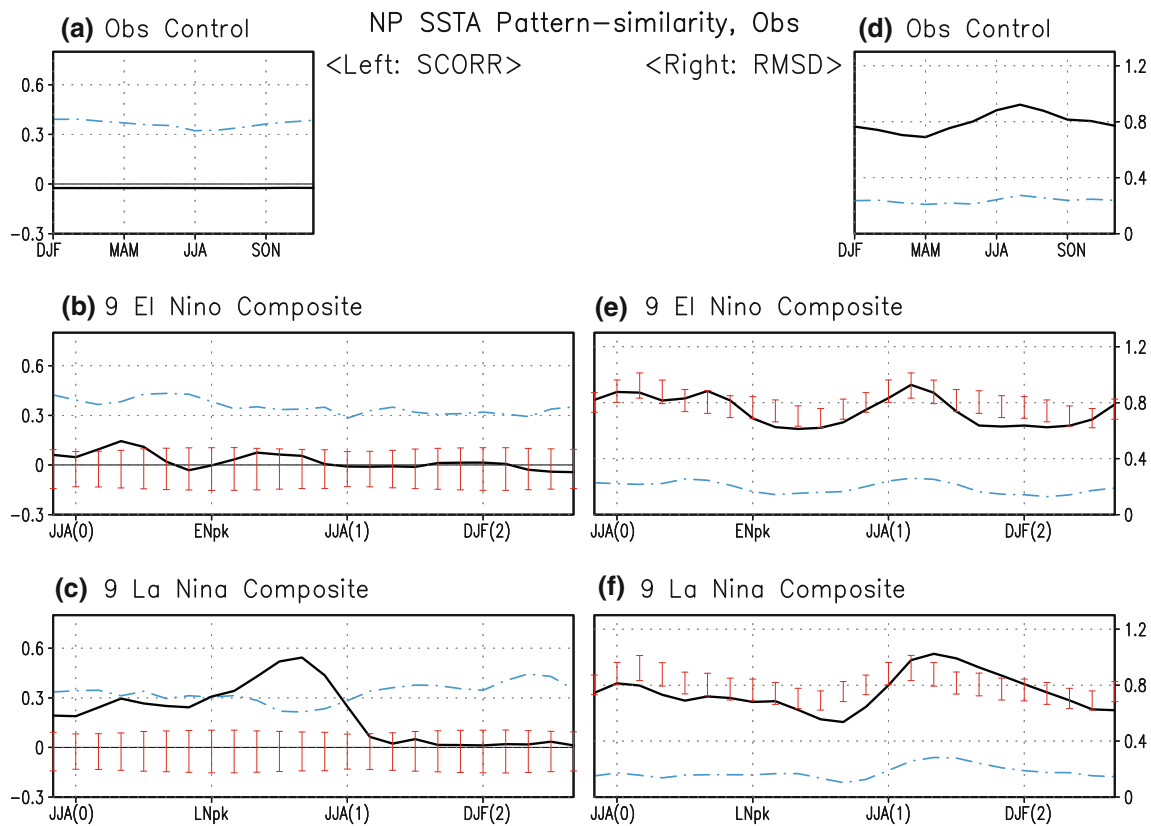 NP SSTA Pattern-similarity, Obs
<Left: SCORR>
<Right: RMSD>
(a) Obs Control
0.6
0.3
0
-0.3
DJF MAM JJA SON
(d) Obs Control
1.2
0.8
0.4
0
DJF MAM JJA SON
(b) 9 El Nino Composite
0.6
0.3
0
-0.3
JJA(0) ENpk JJA(1) DJF(2)
(e) 9 El Nino Composite
1.2
0.8
0.4
0
JJA(0) ENpk JJA(1) DJF(2)
(c) 9 La Nina Composite
0.6
0.3
0
-0.3
JJA(0) LNpk JJA(1) DJF(2)
(f) 9 La Nina Composite
1.2
0.8
0.4
0
JJA(0) LNpk JJA(1) DJF(2)